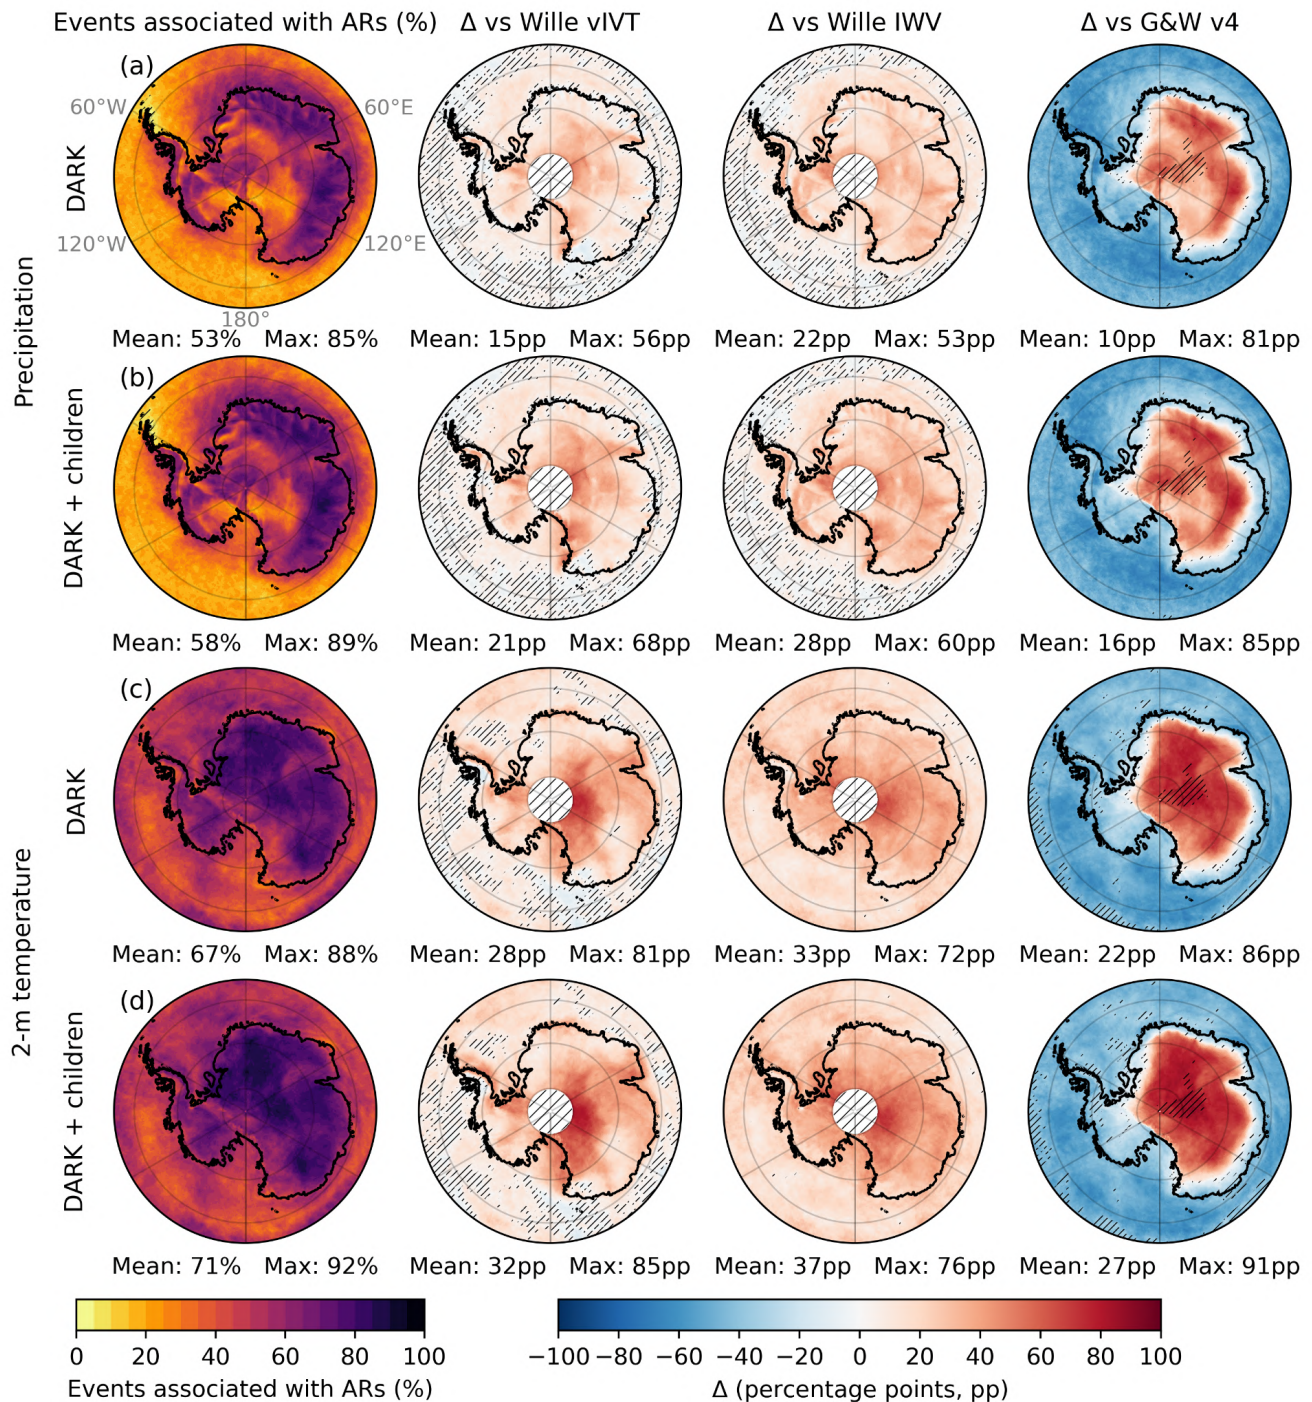 Events associated with ARs (%) Δ vs Wille vIVT Δ vs Wille IWV Δ vs G&W v4
(a)
60°W 60°E
120°W 120°E
180°
DARK
Mean: 53% Max: 85% Mean: 15pp Max: 56pp Mean: 22pp Max: 53pp Mean: 10pp Max: 81pp
Precipitation
(b)
DARK + children
Mean: 58% Max: 89% Mean: 21pp Max: 68pp Mean: 28pp Max: 60pp Mean: 16pp Max: 85pp
(c)
DARK
Mean: 67% Max: 88% Mean: 28pp Max: 81pp Mean: 33pp Max: 72pp Mean: 22pp Max: 86pp
2-m temperature
(d)
DARK + children
Mean: 71% Max: 92% Mean: 32pp Max: 85pp Mean: 37pp Max: 76pp Mean: 27pp Max: 91pp
0 20 40 60 80 100
Events associated with ARs (%)
−100 −80 −60 −40 −20 0 20 40 60 80 100
Δ (percentage points, pp)